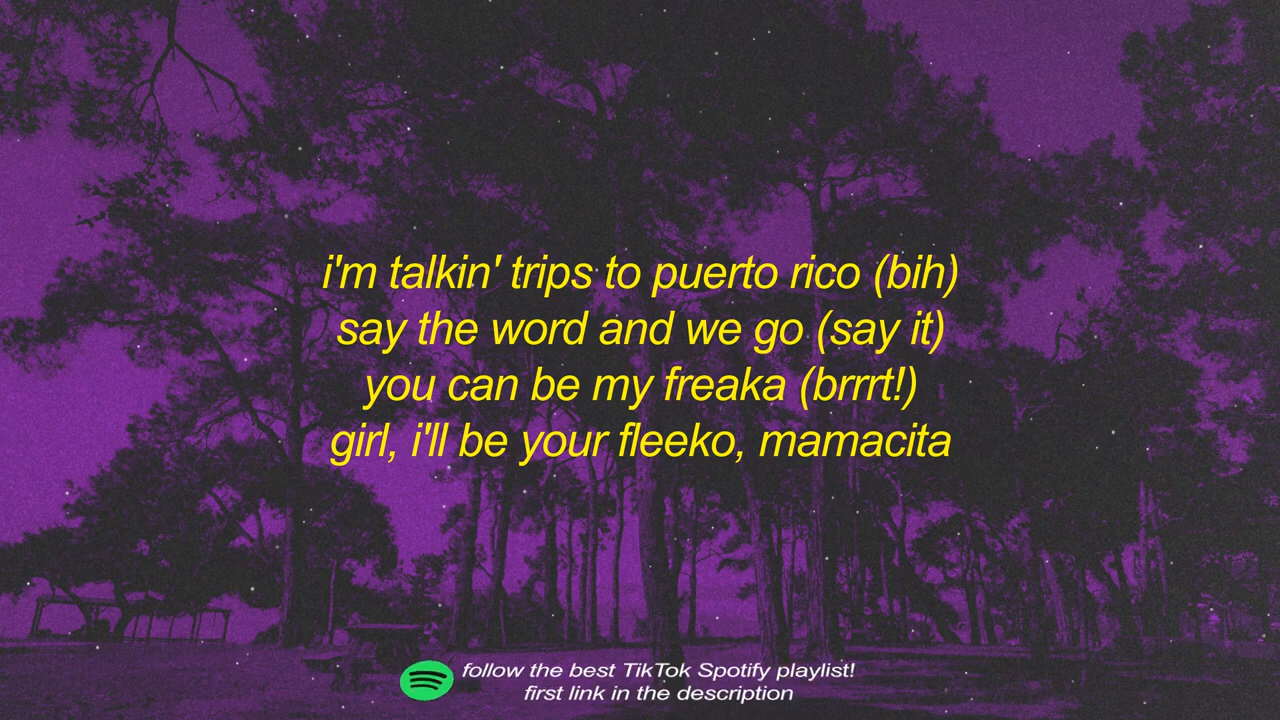 i'm talkin' trips to puerto rico (bih)
say the word and we go (say it)
you can be my freaka (brrrt!)
girl, i'll be your fleeko, mamacita
follow the best TikTok Spotify playlist!
first link in the description